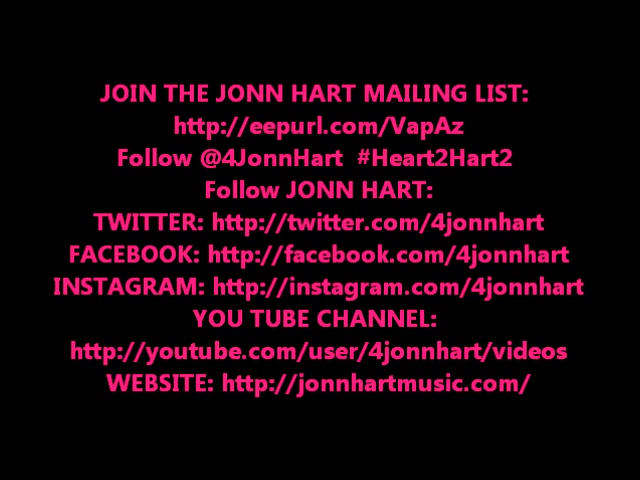 JOIN THE JONN HART MAILING LIST:
http://eepurl.com/VapAz
Follow @4JonnHart  #Heart2Hart2
Follow JONN HART:
TWITTER: http://twitter.com/4jonnhart
FACEBOOK: http://facebook.com/4jonnhart
INSTAGRAM: http://instagram.com/4jonnhart
YOU TUBE CHANNEL:
http://youtube.com/user/4jonnhart/videos
WEBSITE: http://jonnhartmusic.com/